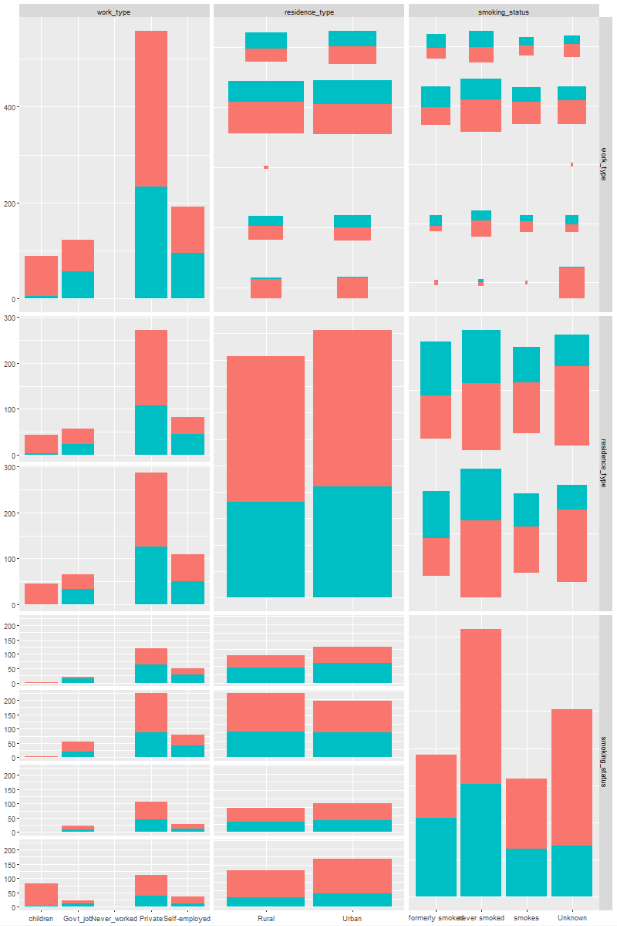 work_type
residence_type
smoking_status
400-
200-
0-
work_type
300-
200-
100-
0-
300-
200-
100-
0-
residence_type
200-
150-
100-
50-
0-
200-
150-
100-
50-
0-
200-
150-
100-
50-
0-
200-
150-
100-
50-
0-
smoking_status
children
Govt_job
Never_worked
Private
Self-employed
Rural
Urban
formerly smoked
never smoked
smokes
Unknown